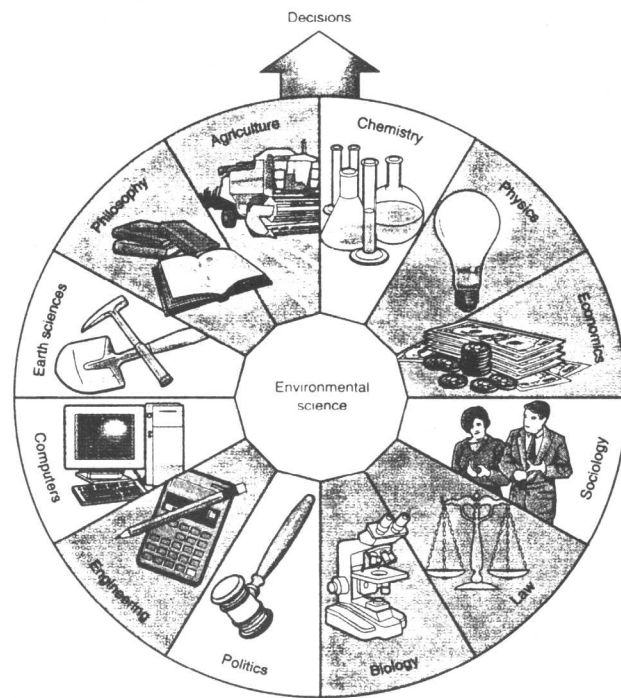 Decisions
Agriculture
Chemistry
Philosophy
Physics
Earth sciences
Economics
Environmental
science
Computers
Sociology
Engineering
Law
Politics
Biology